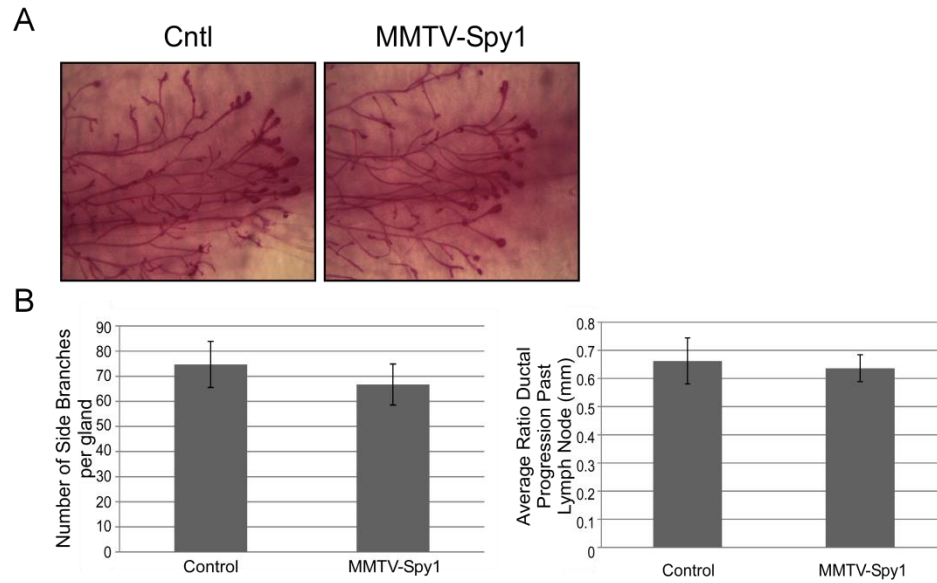 A
Cntl
MMTV-Spy1
B
Number of Side Branches
per gland
90
80
70
60
50
40
30
20
10
0
Control
MMTV-Spy1
Average Ratio Ductal
Progression Past
Lymph Node (mm)
0.8
0.7
0.6
0.5
0.4
0.3
0.2
0.1
0
Control
MMTV-Spy1